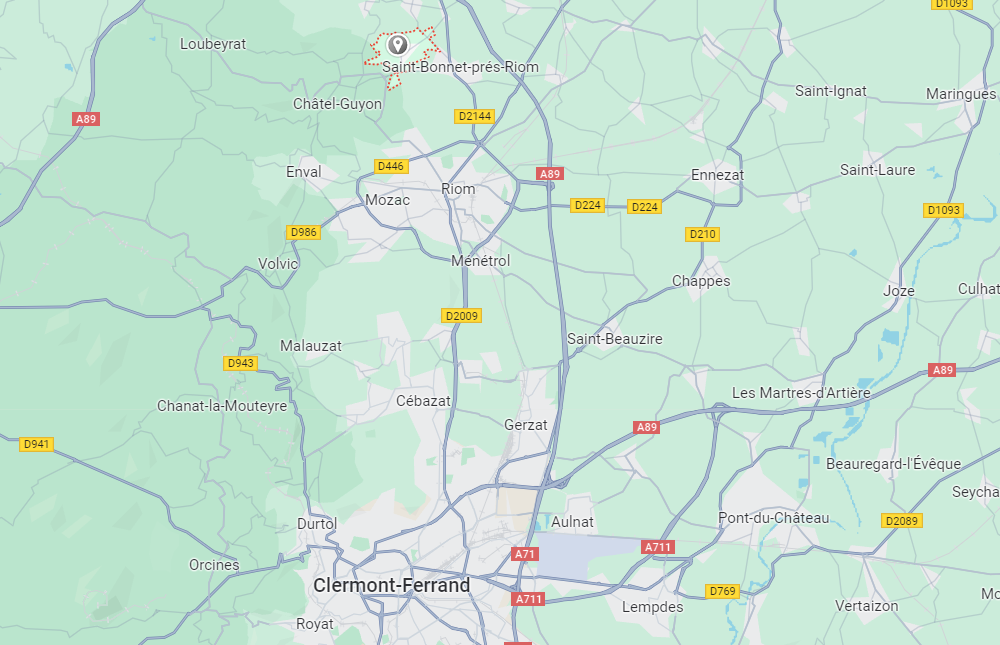 D1093
Loubeyrat
Saint-Bonnet-prés-Riom
Saint-Ignat
Maringues
Châtel-Guyon
A89
D2144
D446
Enval
A89
Ennezat
Saint-Laure
Riom
Mozac
D224
D224
D1093
D986
D210
Volvic
Ménétrol
Chappes
Joze
Culhat
D2009
Saint-Beauzire
Malauzat
D943
A89
Les Martres-d'Artière
Chanat-la-Mouteyre
Cébazat
Gerzat
A89
D941
Beauregard-l'Évêque
Seycha
Durtol
Aulnat
Pont-du-Château
D2089
A71
A711
Orcines
Clermont-Ferrand
A711
D769
Lempdes
Vertaizon
Mo
Royat